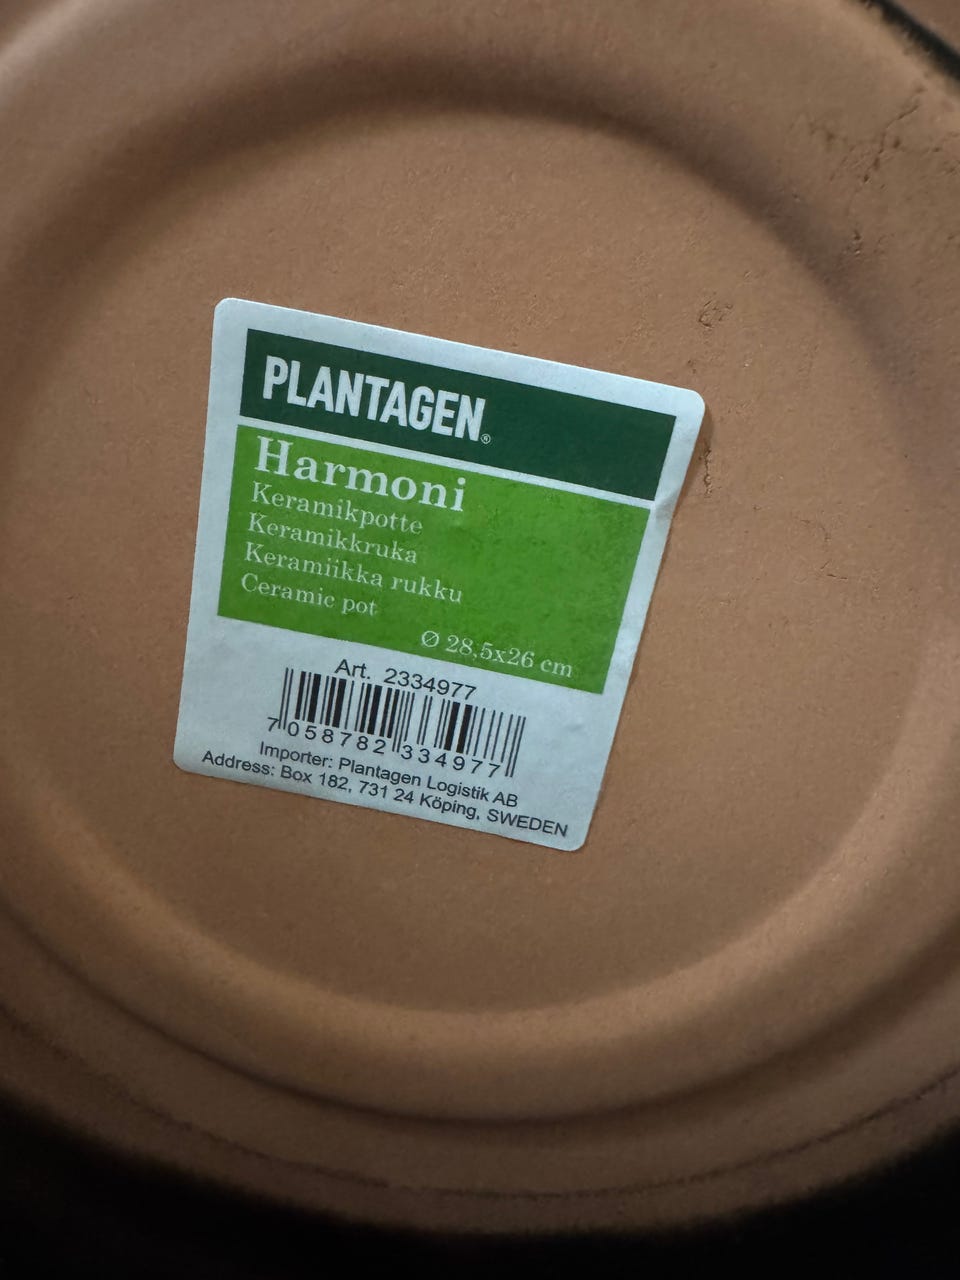 PLANTAGEN®
Harmoni
Keramikpotte
Keramikkruka
Keramiikka rukku
Ceramic pot
Ø 28,5x26 cm
Art. 2334977
7 058782 334977
Importer: Plantagen Logistik AB
Address: Box 182, 731 24 Köping, SWEDEN